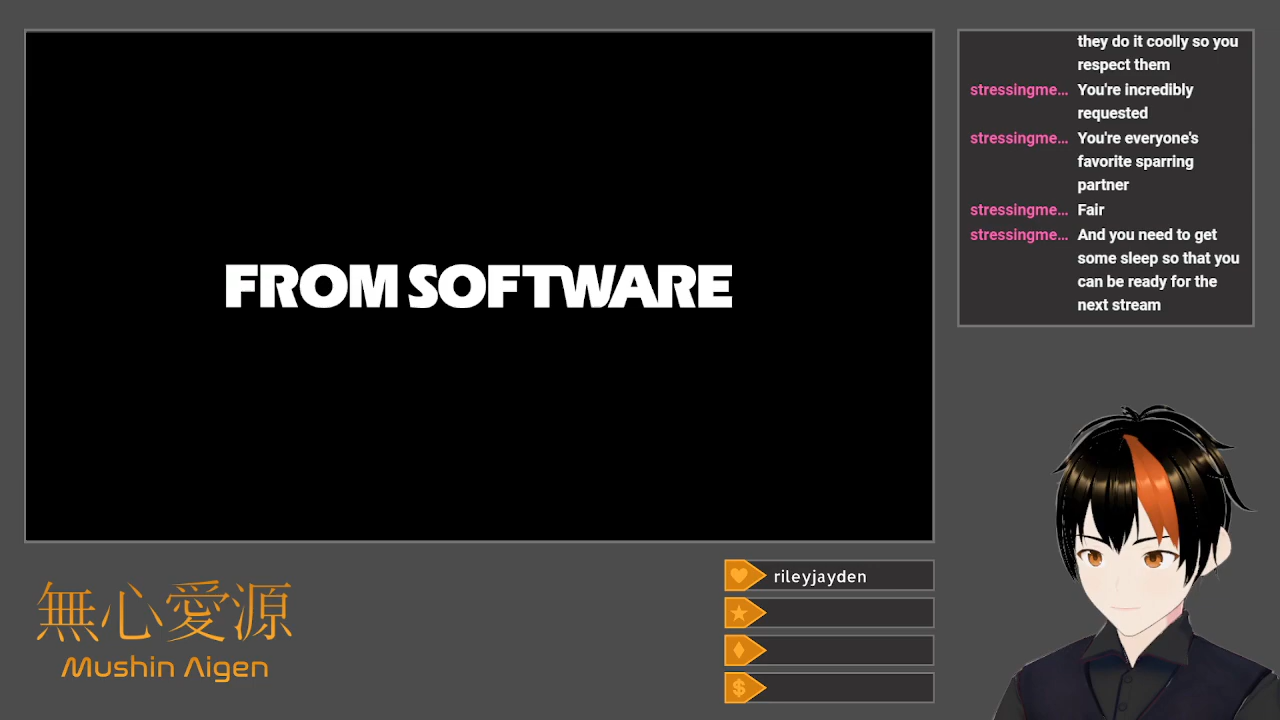 FROM SOFTWARE
they do it coolly so you
respect them
stressingme... You're incredibly
requested
stressingme... You're everyone's
favorite sparring
partner
stressingme... Fair
stressingme... And you need to get
some sleep so that you
can be ready for the
next stream
無心愛源
Mushin Aigen
rileyjayden
$